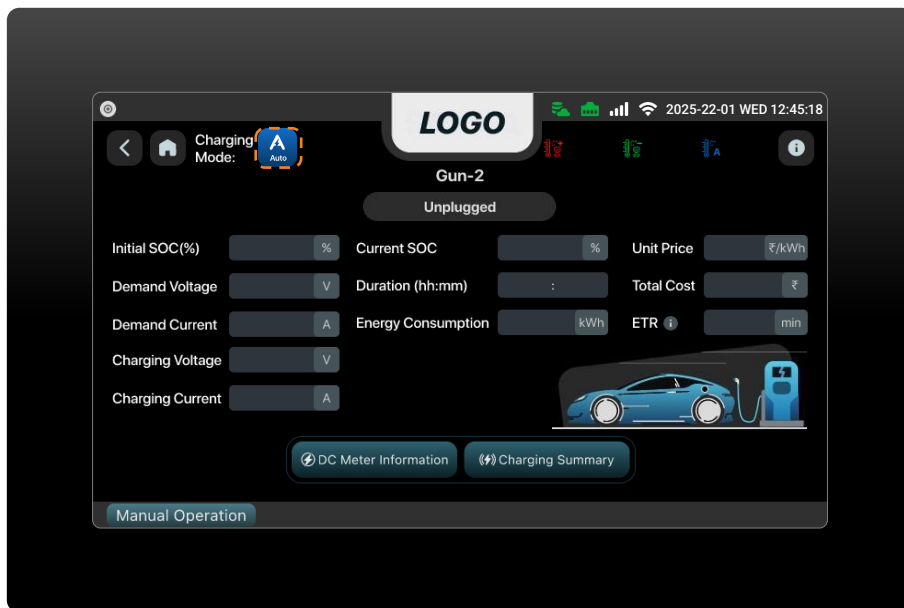 LOGO
2025-22-01 WED 12:45:18
Charging
Mode:
A
Auto
A
Gun-2
Unplugged
Initial SOC(%) %
Current SOC %
Unit Price ₹/kWh
Demand Voltage V
Duration (hh:mm) :
Total Cost ₹
Demand Current A
Energy Consumption kWh
ETR i min
Charging Voltage V
Charging Current A
DC Meter Information
Charging Summary
Manual Operation